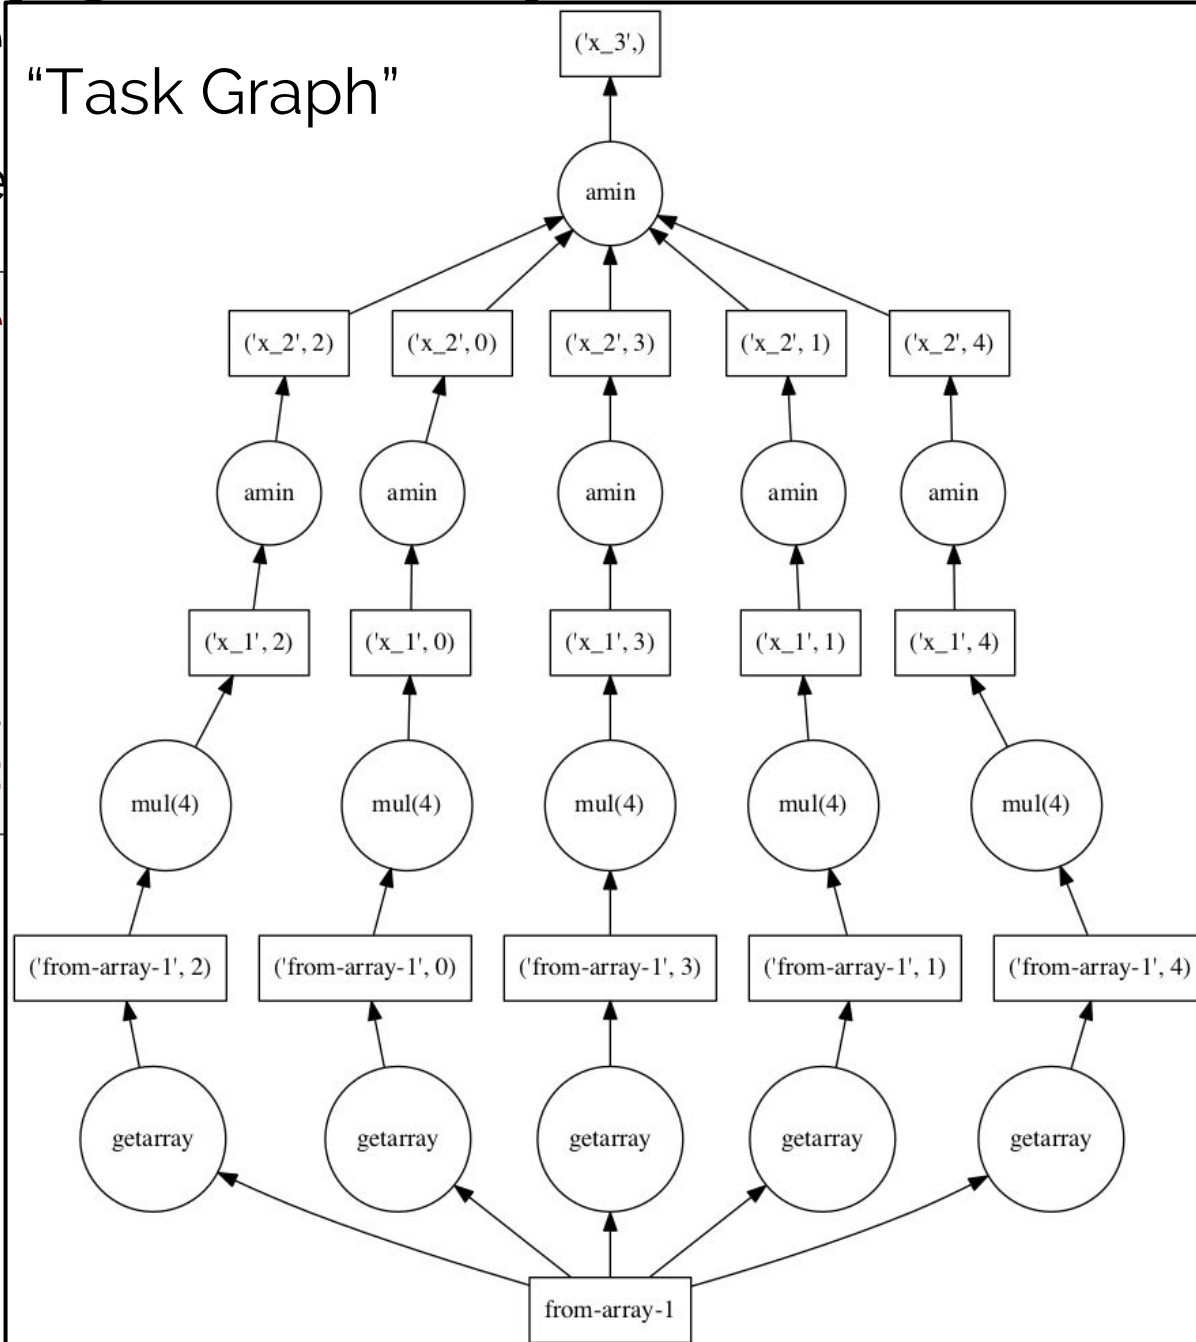 ('x_3',)
“Task Graph”
amin
('x_2', 2) ('x_2', 0) ('x_2', 3) ('x_2', 1) ('x_2', 4)
amin amin amin amin amin
('x_1', 2) ('x_1', 0) ('x_1', 3) ('x_1', 1) ('x_1', 4)
mul(4) mul(4) mul(4) mul(4) mul(4)
('from-array-1', 2) ('from-array-1', 0) ('from-array-1', 3) ('from-array-1', 1) ('from-array-1', 4)
getarray getarray getarray getarray getarray
from-array-1